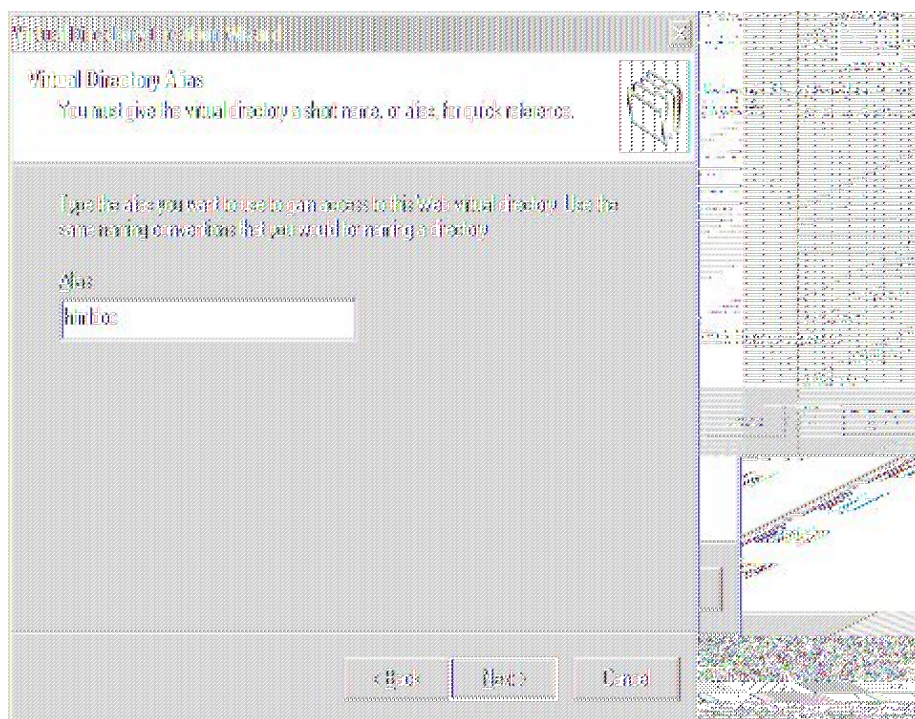 Virtual Directory Creation Wizard
Virtual Directory Alias
You must give the virtual directory a short name, or alias, for quick reference.
Type the alias you want to use to gain access to this Web virtual directory. Use the
same naming conventions that you would for naming a directory.
Alias:
< Back
Next >
Cancel